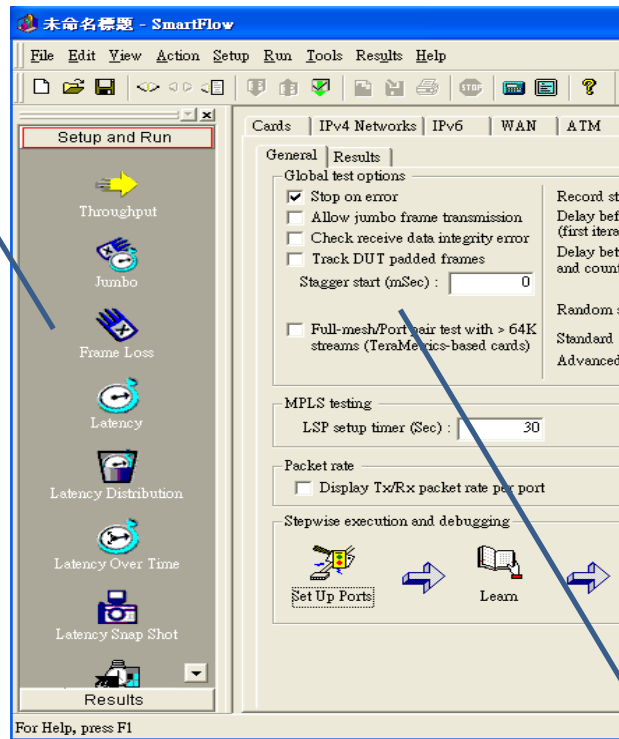 未命名標題 - SmartFlow
File Edit View Action Setup Run Tools Results Help
STOP
Setup and Run
Throughput
Jumbo
Frame Loss
Latency
Latency Distribution
Latency Over Time
Latency Snap Shot
Results
Cards IPv4 Networks IPv6 WAN ATM
General Results
Global test options
Stop on error
Allow jumbo frame transmission
Check receive data integrity error
Track DUT padded frames
Stagger start (mSec) : 0
Full-mesh/Port pair test with > 64K
streams (TeraMetrics-based cards)
Record st
Delay bef
(first itera
Delay bet
and count
Random s
Standard
Advanced
MPLS testing
LSP setup timer (Sec) : 30
Packet rate
Display Tx/Rx packet rate per port
Stepwise execution and debugging
Set Up Ports Learn
For Help, press F1